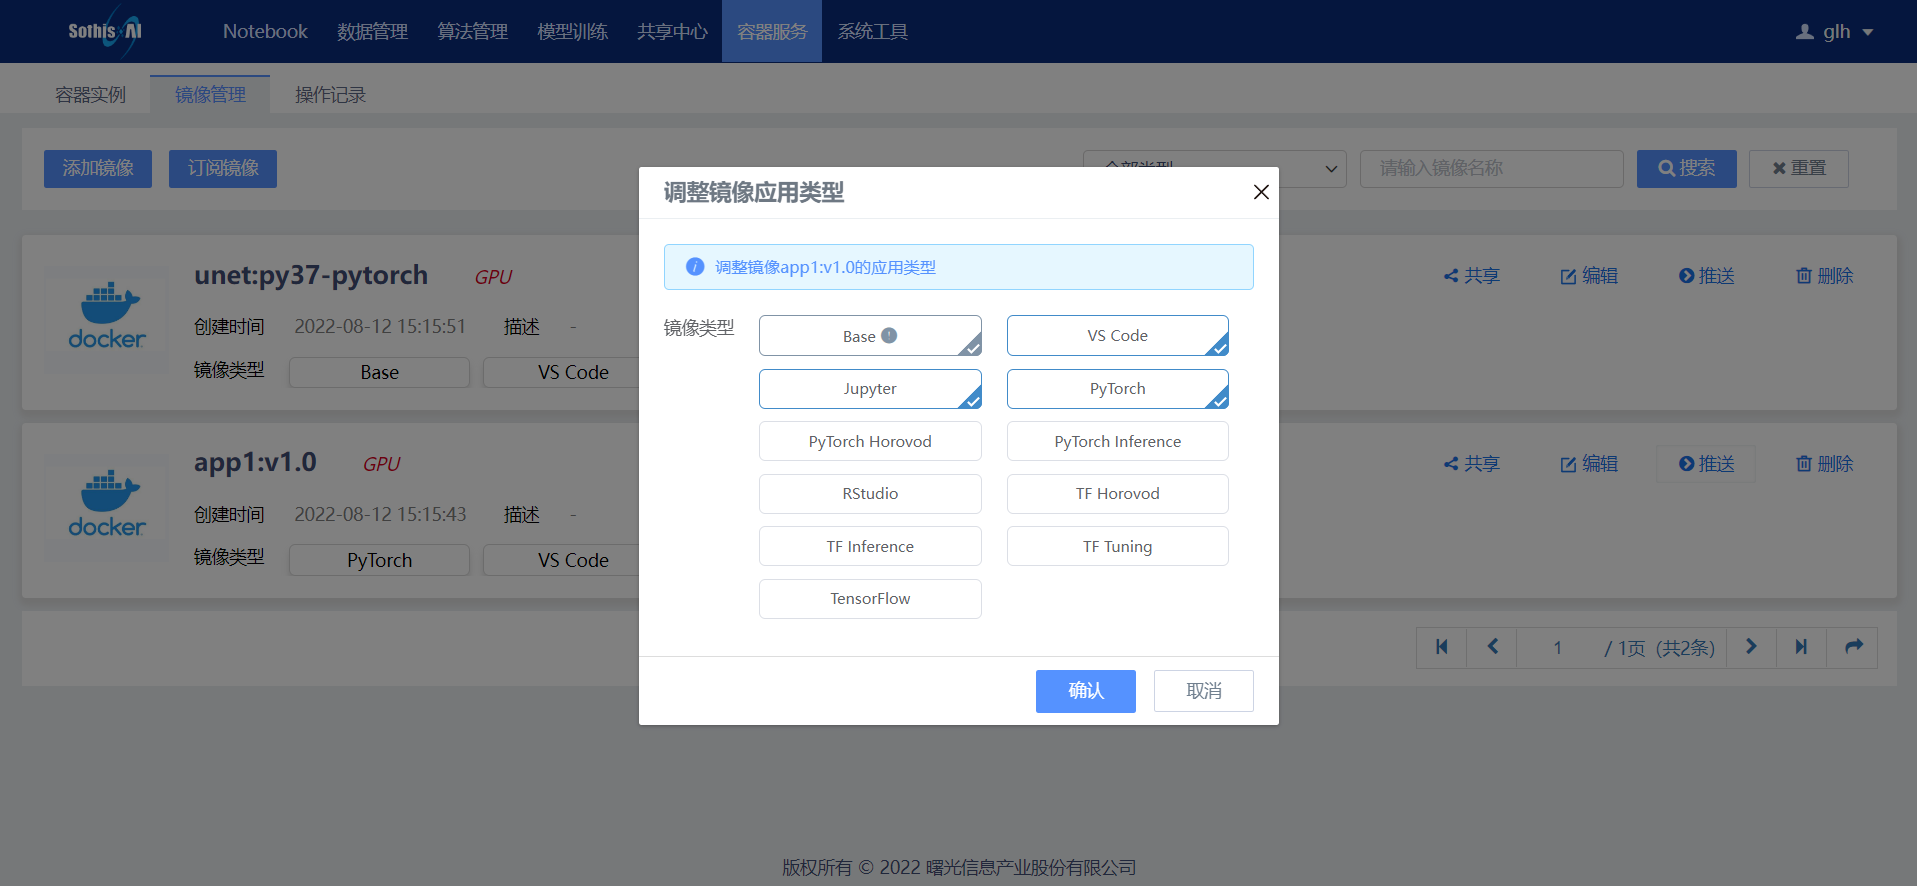 SothisAI
Notebook 数据管理 算法管理 模型训练 共享中心 容器服务 系统工具 glh
容器实例 镜像管理 操作记录
添加镜像 订阅镜像 全部类型 请输入镜像名称 搜索 重置
调整镜像应用类型
调整镜像app1:v1.0的应用类型
镜像类型
Base VS Code
Jupyter PyTorch
PyTorch Horovod PyTorch Inference
RStudio TF Horovod
TF Inference TF Tuning
TensorFlow
确认 取消
docker
unet:py37-pytorch GPU 共享 编辑 推送 删除
创建时间 2022-08-12 15:15:51 描述 -
镜像类型 Base VS Code
docker
app1:v1.0 GPU 共享 编辑 推送 删除
创建时间 2022-08-12 15:15:43 描述 -
镜像类型 PyTorch VS Code
1 / 1页 (共2条)
版权所有 © 2022 曙光信息产业股份有限公司